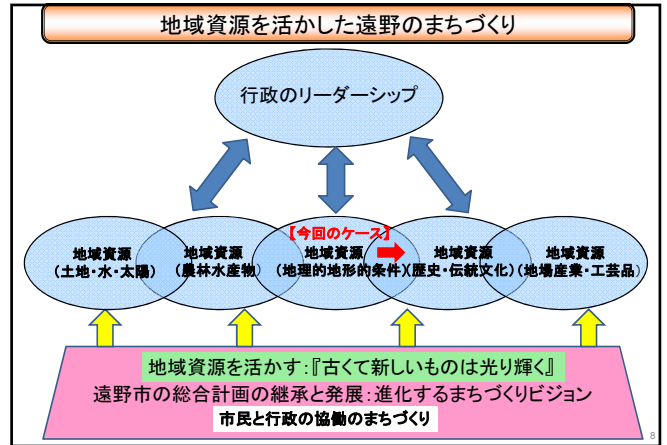 地域資源を活かした遠野のまちづくり
行政のリーダーシップ
【今回のケース】
地域資源
(土地・水・太陽)
地域資源
(農林水産物)
地域資源
(地理的地形的条件)
地域資源
(歴史・伝統文化)
地域資源
(地場産業・工芸品)
地域資源を活かす:『古くて新しいものは光り輝く』
遠野市の総合計画の継承と発展:進化するまちづくりビジョン
市民と行政の協働のまちづくり
8